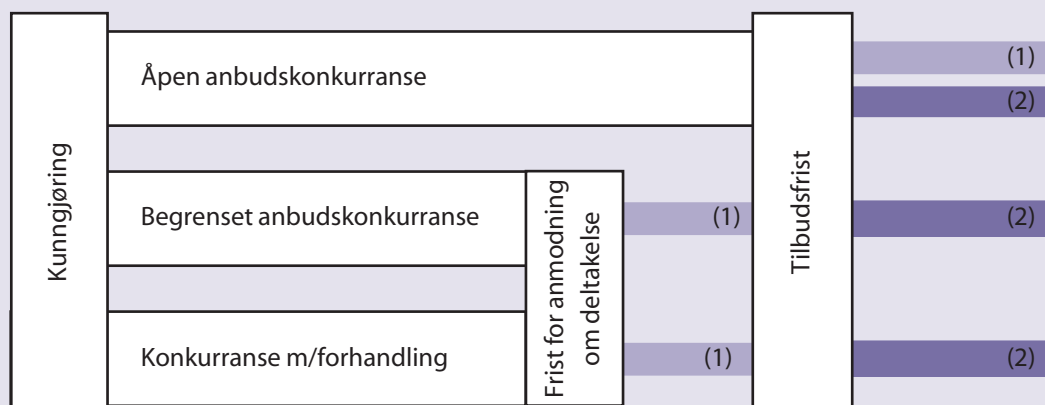 Kunngjøring
Åpen anbudskonkurranse
Begrenset anbudskonkurranse
Konkurranse m/forhandling
Frist for anmodning
om deltakelse
(1)
(1)
Tilbudsfrist
(1)
(2)
(2)
(2)